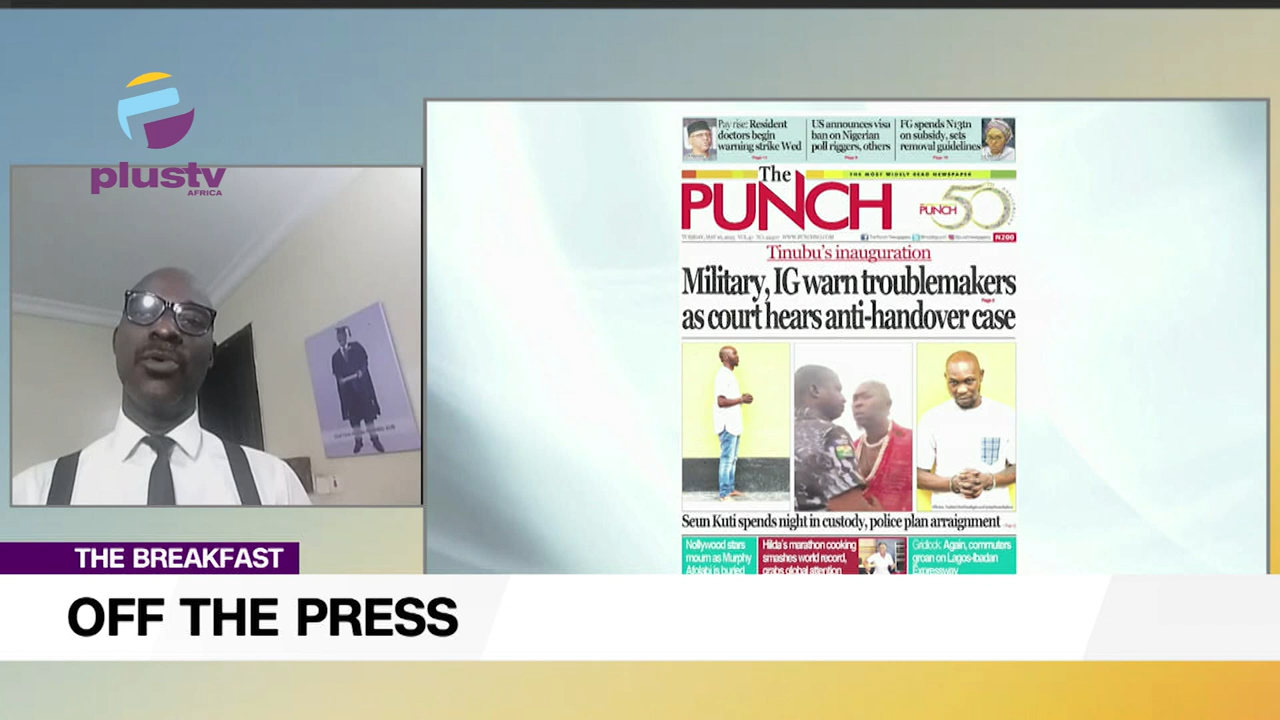 plustv
AFRICA
Pay rise: Resident
doctors begin
warning strike Wed
US announces visa
ban on Nigerian
poll riggers, others
FG spends N13tn
on subsidy, sets
removal guidelines
The
PUNCH
THE MOST WIDELY READ NEWSPAPER
PUNCH
50
N200
Tinubu's inauguration
Military, IG warn troublemakers
as court hears anti-handover case
Seun Kuti spends night in custody, police plan arraignment
Nollywood stars
mourn as Murphy
Afolabi is buried
Hilda's marathon cooking
smashes world record,
grabs global attention
Gridlock: Again, commuters
groan on Lagos-Ibadan
Expressway
THE BREAKFAST
OFF THE PRESS